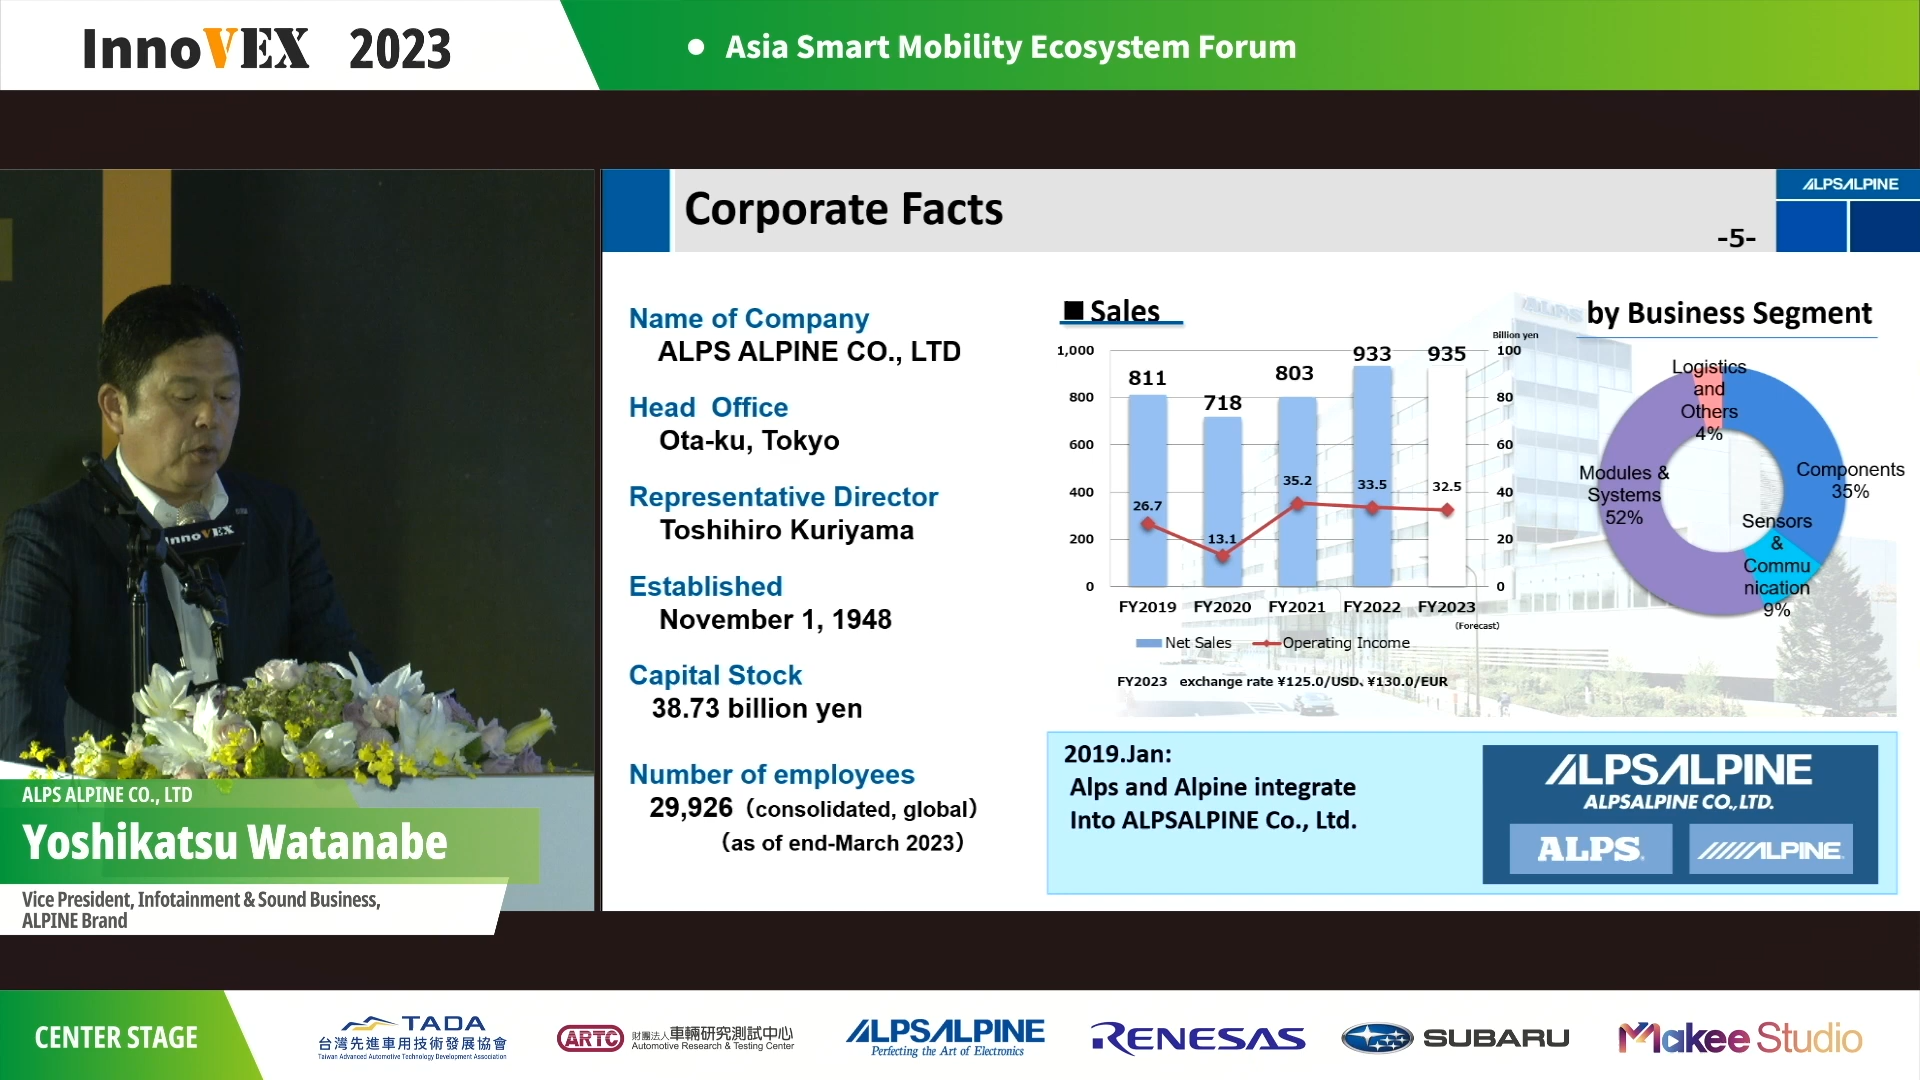 InnoVEX 2023
● Asia Smart Mobility Ecosystem Forum
InnoVEX
ALPS ALPINE CO., LTD
Yoshikatsu Watanabe
Vice President, Infotainment & Sound Business,
ALPINE Brand
Corporate Facts
-5-
ALPSALPINE
Name of Company
ALPS ALPINE CO., LTD
Head Office
Ota-ku, Tokyo
Representative Director
Toshihiro Kuriyama
Established
November 1, 1948
Capital Stock
38.73 billion yen
Number of employees
29,926（consolidated, global）
（as of end-March 2023）
■ Sales
Billion yen
1,000
800
600
400
200
0
100
80
60
40
20
0
811
718
803
933
935
26.7
13.1
35.2
33.5
32.5
FY2019 FY2020 FY2021 FY2022 FY2023
(Forecast)
Net Sales Operating Income
FY2023 exchange rate ¥125.0/USD、¥130.0/EUR
by Business Segment
Logistics
and
Others
4%
Components
35%
Modules &
Systems
52%
Sensors
&
Commu
nication
9%
ALPS
2019.Jan:
Alps and Alpine integrate
Into ALPSALPINE Co., Ltd.
ALPSALPINE
ALPSALPINE CO.,LTD.
ALPS
ALPINE
CENTER STAGE
TADA
台灣先進車用技術發展協會
Taiwan Advanced Automotive Technology Development Association
ARTC
財團法人車輛研究測試中心
Automotive Research & Testing Center
ALPSALPINE
Perfecting the Art of Electronics
RENESAS
SUBARU
Makee Studio